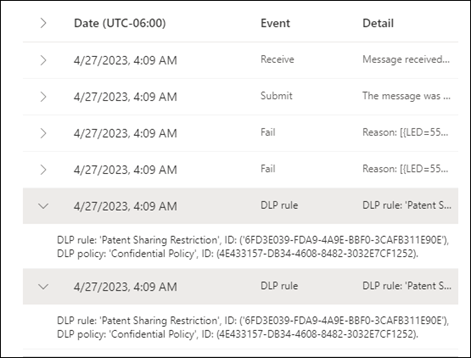 Date (UTC-06:00) Event Detail
4/27/2023, 4:09 AM Receive Message received...
4/27/2023, 4:09 AM Submit The message was ...
4/27/2023, 4:09 AM Fail Reason: [{LED=55...
4/27/2023, 4:09 AM Fail Reason: [{LED=55...
4/27/2023, 4:09 AM DLP rule DLP rule: 'Patent S...
DLP rule: 'Patent Sharing Restriction', ID: ('6FD3E039-FDA9-4A9E-BBF0-3CAFB311E90E'),
DLP policy: 'Confidential Policy', ID: (4E433157-DB34-4608-8482-3032E7CF1252).
4/27/2023, 4:09 AM DLP rule DLP rule: 'Patent S...
DLP rule: 'Patent Sharing Restriction', ID: ('6FD3E039-FDA9-4A9E-BBF0-3CAFB311E90E'),
DLP policy: 'Confidential Policy', ID: (4E433157-DB34-4608-8482-3032E7CF1252).